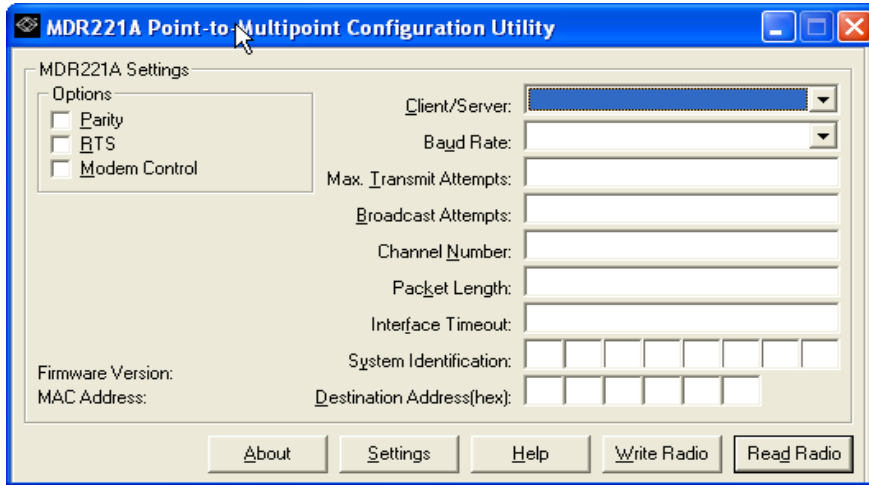 MDR221A Point-to-Multipoint Configuration Utility
MDR221A Settings
Options
Parity
RTS
Modem Control
Client/Server:
Baud Rate:
Max. Transmit Attempts:
Broadcast Attempts:
Channel Number:
Packet Length:
Interface Timeout:
System Identification:
Destination Address(hex):
Firmware Version:
MAC Address:
About
Settings
Help
Write Radio
Read Radio